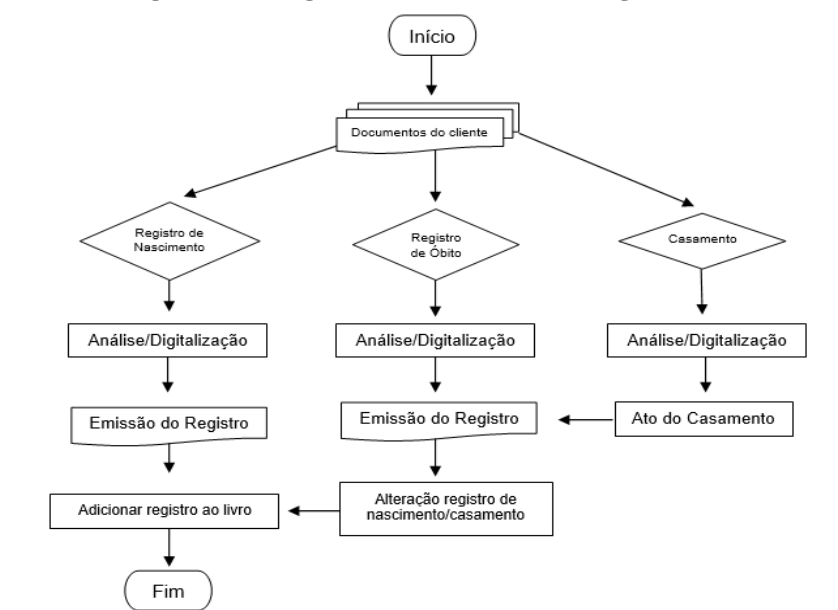 Início
Documentos do cliente
Registro de
Nascimento
Registro
de Óbito
Casamento
Análise/Digitalização
Análise/Digitalização
Análise/Digitalização
Emissão do Registro
Emissão do Registro
Ato do Casamento
Adicionar registro ao livro
Alteração registro de
nascimento/casamento
Fim